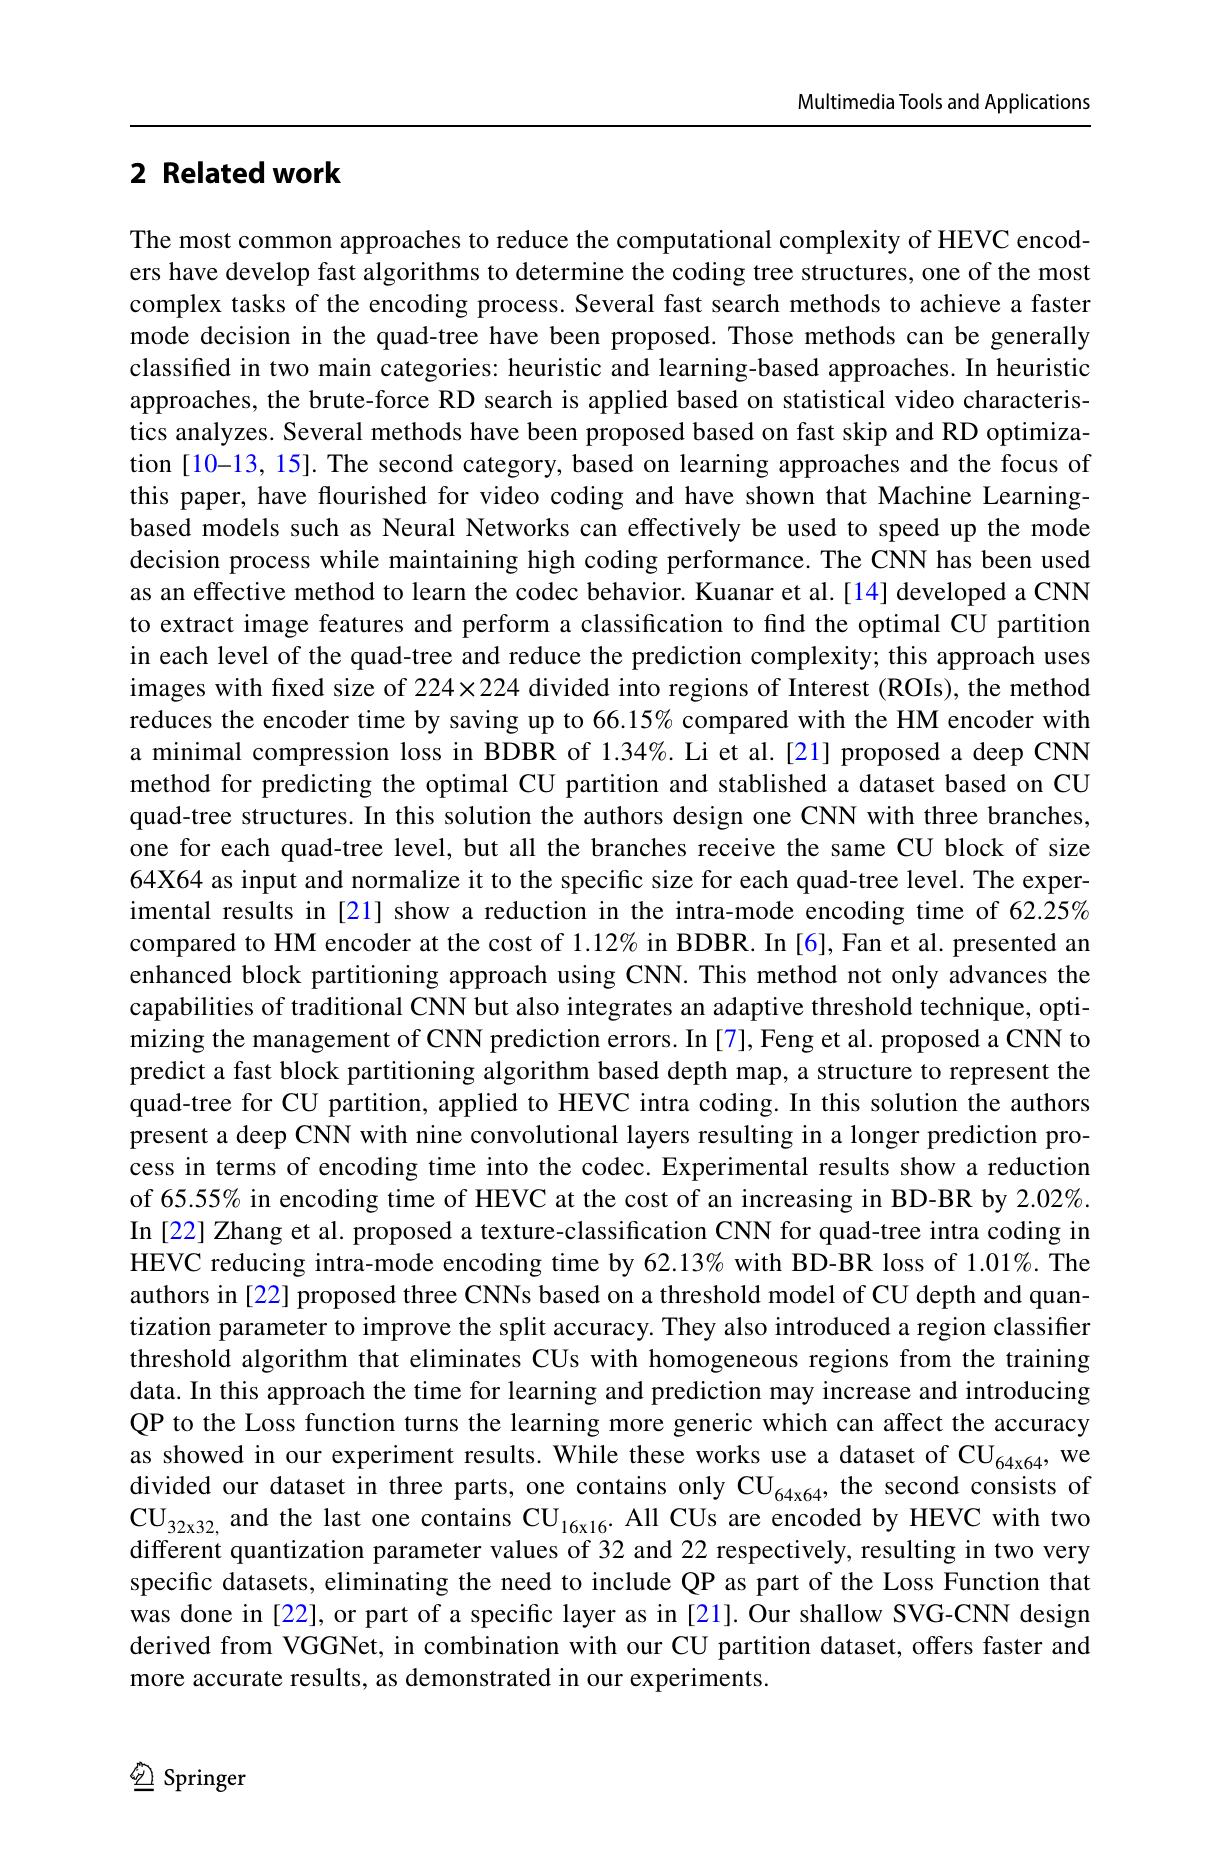 Multimedia Tools and Applications
2 Related work
The most common approaches to reduce the computational complexity of HEVC encod-
ers have develop fast algorithms to determine the coding tree structures, one of the most
complex tasks of the encoding process. Several fast search methods to achieve a faster
mode decision in the quad-tree have been proposed. Those methods can be generally
classified in two main categories: heuristic and learning-based approaches. In heuristic
approaches, the brute-force RD search is applied based on statistical video characteris-
tics analyzes. Several methods have been proposed based on fast skip and RD optimiza-
tion [10–13, 15]. The second category, based on learning approaches and the focus of
this paper, have flourished for video coding and have shown that Machine Learning-
based models such as Neural Networks can effectively be used to speed up the mode
decision process while maintaining high coding performance. The CNN has been used
as an effective method to learn the codec behavior. Kuanar et al. [14] developed a CNN
to extract image features and perform a classification to find the optimal CU partition
in each level of the quad-tree and reduce the prediction complexity; this approach uses
images with fixed size of 224 × 224 divided into regions of Interest (ROIs), the method
reduces the encoder time by saving up to 66.15% compared with the HM encoder with
a minimal compression loss in BDBR of 1.34%. Li et al. [21] proposed a deep CNN
method for predicting the optimal CU partition and stablished a dataset based on CU
quad-tree structures. In this solution the authors design one CNN with three branches,
one for each quad-tree level, but all the branches receive the same CU block of size
64X64 as input and normalize it to the specific size for each quad-tree level. The exper-
imental results in [21] show a reduction in the intra-mode encoding time of 62.25%
compared to HM encoder at the cost of 1.12% in BDBR. In [6], Fan et al. presented an
enhanced block partitioning approach using CNN. This method not only advances the
capabilities of traditional CNN but also integrates an adaptive threshold technique, opti-
mizing the management of CNN prediction errors. In [7], Feng et al. proposed a CNN to
predict a fast block partitioning algorithm based depth map, a structure to represent the
quad-tree for CU partition, applied to HEVC intra coding. In this solution the authors
present a deep CNN with nine convolutional layers resulting in a longer prediction pro-
cess in terms of encoding time into the codec. Experimental results show a reduction
of 65.55% in encoding time of HEVC at the cost of an increasing in BD-BR by 2.02%.
In [22] Zhang et al. proposed a texture-classification CNN for quad-tree intra coding in
HEVC reducing intra-mode encoding time by 62.13% with BD-BR loss of 1.01%. The
authors in [22] proposed three CNNs based on a threshold model of CU depth and quan-
tization parameter to improve the split accuracy. They also introduced a region classifier
threshold algorithm that eliminates CUs with homogeneous regions from the training
data. In this approach the time for learning and prediction may increase and introducing
QP to the Loss function turns the learning more generic which can affect the accuracy
as showed in our experiment results. While these works use a dataset of CU64x64, we
divided our dataset in three parts, one contains only CU64x64, the second consists of
CU32x32, and the last one contains CU16x16. All CUs are encoded by HEVC with two
different quantization parameter values of 32 and 22 respectively, resulting in two very
specific datasets, eliminating the need to include QP as part of the Loss Function that
was done in [22], or part of a specific layer as in [21]. Our shallow SVG-CNN design
derived from VGGNet, in combination with our CU partition dataset, offers faster and
more accurate results, as demonstrated in our experiments.
Springer